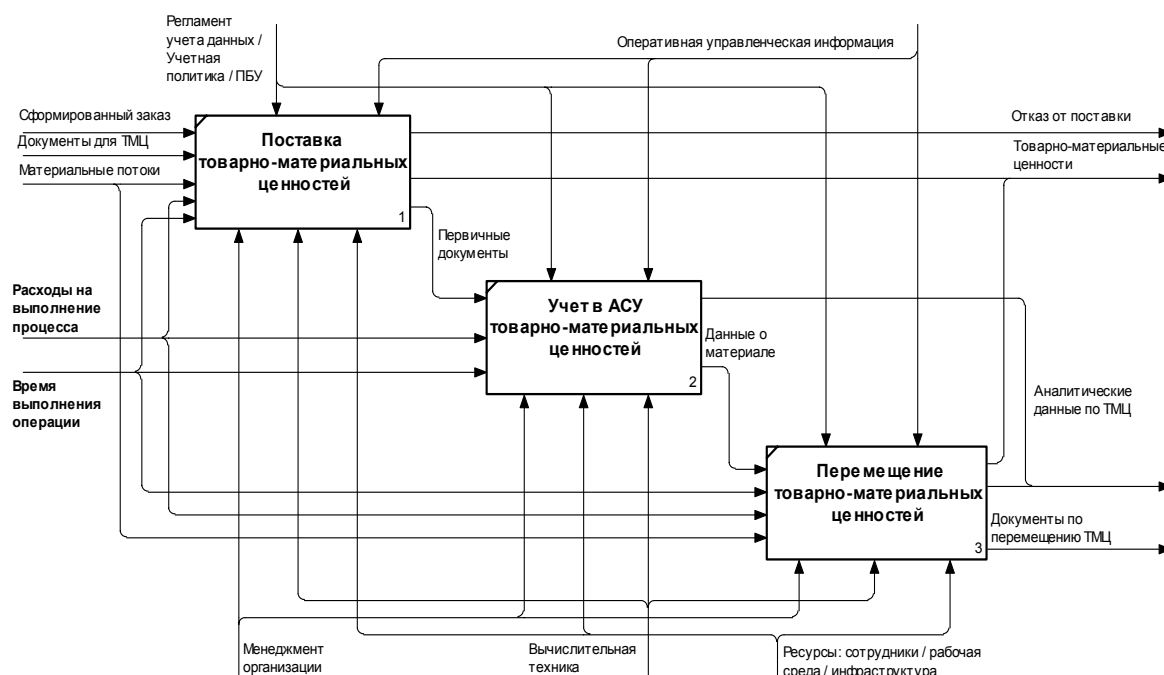 Регламент
учета данных /
Учетная
политика / ПБУ
Оперативная управленческая информация
Сформированный заказ
Документы для ТМЦ
Материальные потоки
Поставка
товарно-материальных
ценностей
1
Отказ от поставки
Товарно-материальные
ценности
Первичные
документы
Расходы на
выполнение
процесса
Учет в АСУ
товарно-материальных
ценностей
2
Данные о
материале
Время
выполнения
операции
Аналитические
данные по ТМЦ
Перемещение
товарно-материальных
ценностей
3
Документы по
перемещению ТМЦ
Менеджмент
организации
Вычислительная
техника
Ресурсы: сотрудники / рабочая
среда / инфраструктура